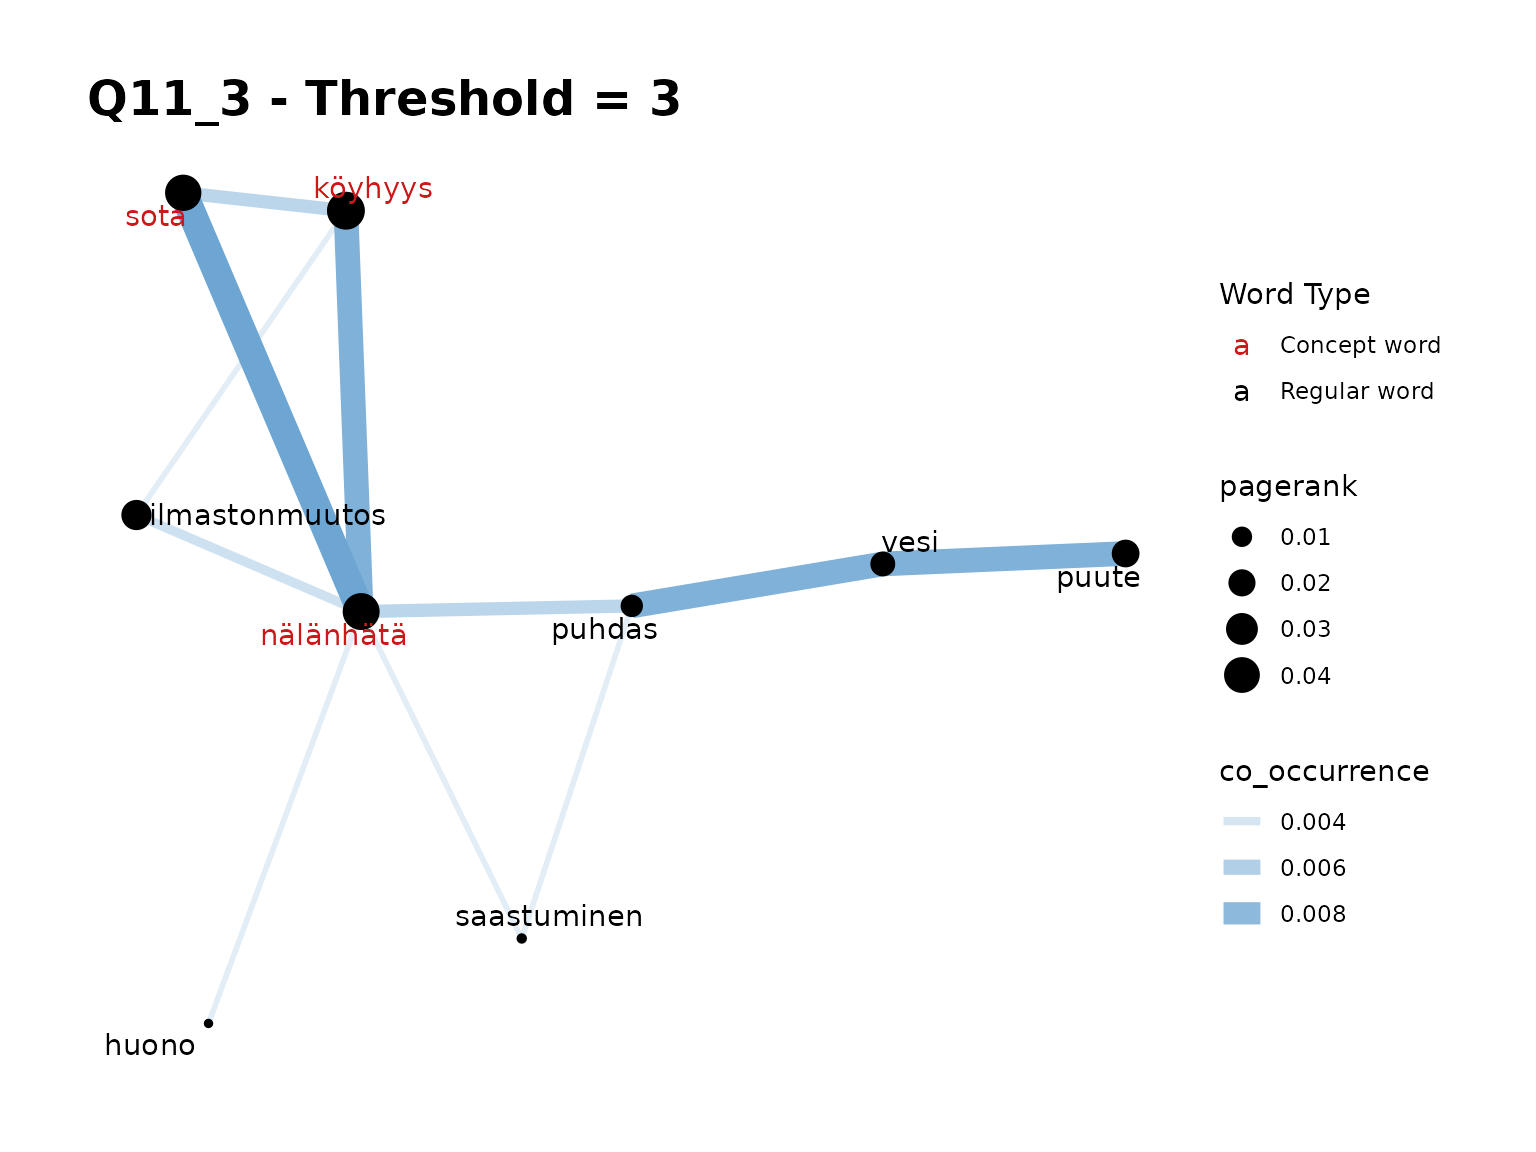 Q11_3 - Threshold = 3
köyhyys
sota
ilmastonmuutos
nälänhätä
puhdas
vesi
puute
saastuminen
huono
Word Type
a Concept word
a Regular word
pagerank
0.01
0.02
0.03
0.04
co_occurrence
0.004
0.006
0.008